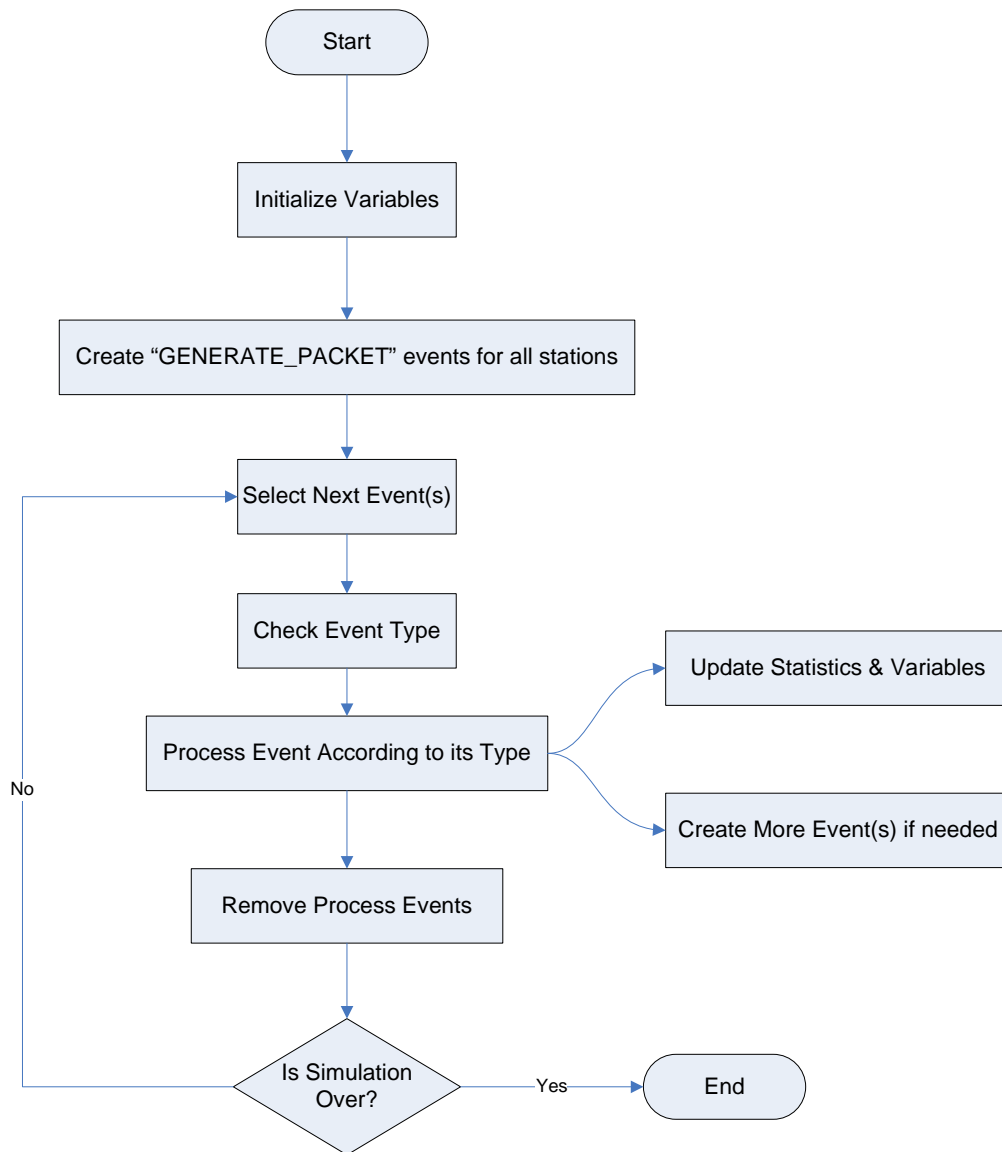 Start
Initialize Variables
Create “GENERATE_PACKET” events for all stations
Select Next Event(s)
Check Event Type
Update Statistics & Variables
Process Event According to its Type
No
Create More Event(s) if needed
Remove Process Events
Is Simulation
Over?
Yes
End